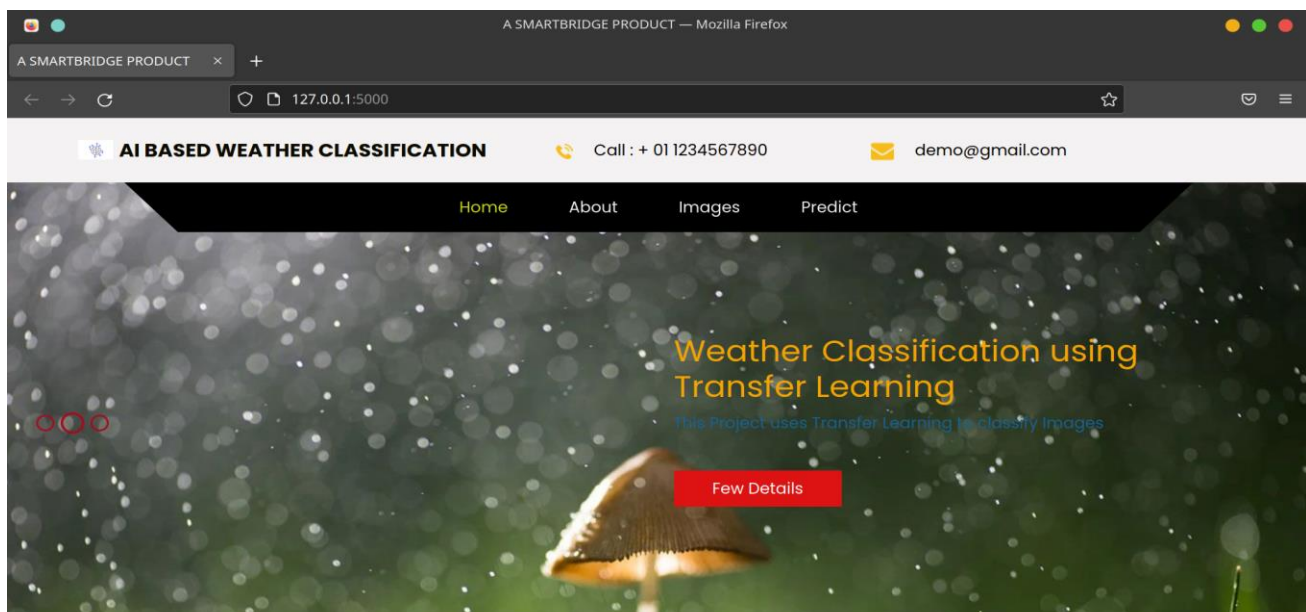 A SMARTBRIDGE PRODUCT — Mozilla Firefox
A SMARTBRIDGE PRODUCT
127.0.0.1:5000
AI BASED WEATHER CLASSIFICATION
Call : + 01 1234567890
demo@gmail.com
Home About Images Predict
Weather Classification using
Transfer Learning
This Project uses Transfer Learning to classify Images
Few Details